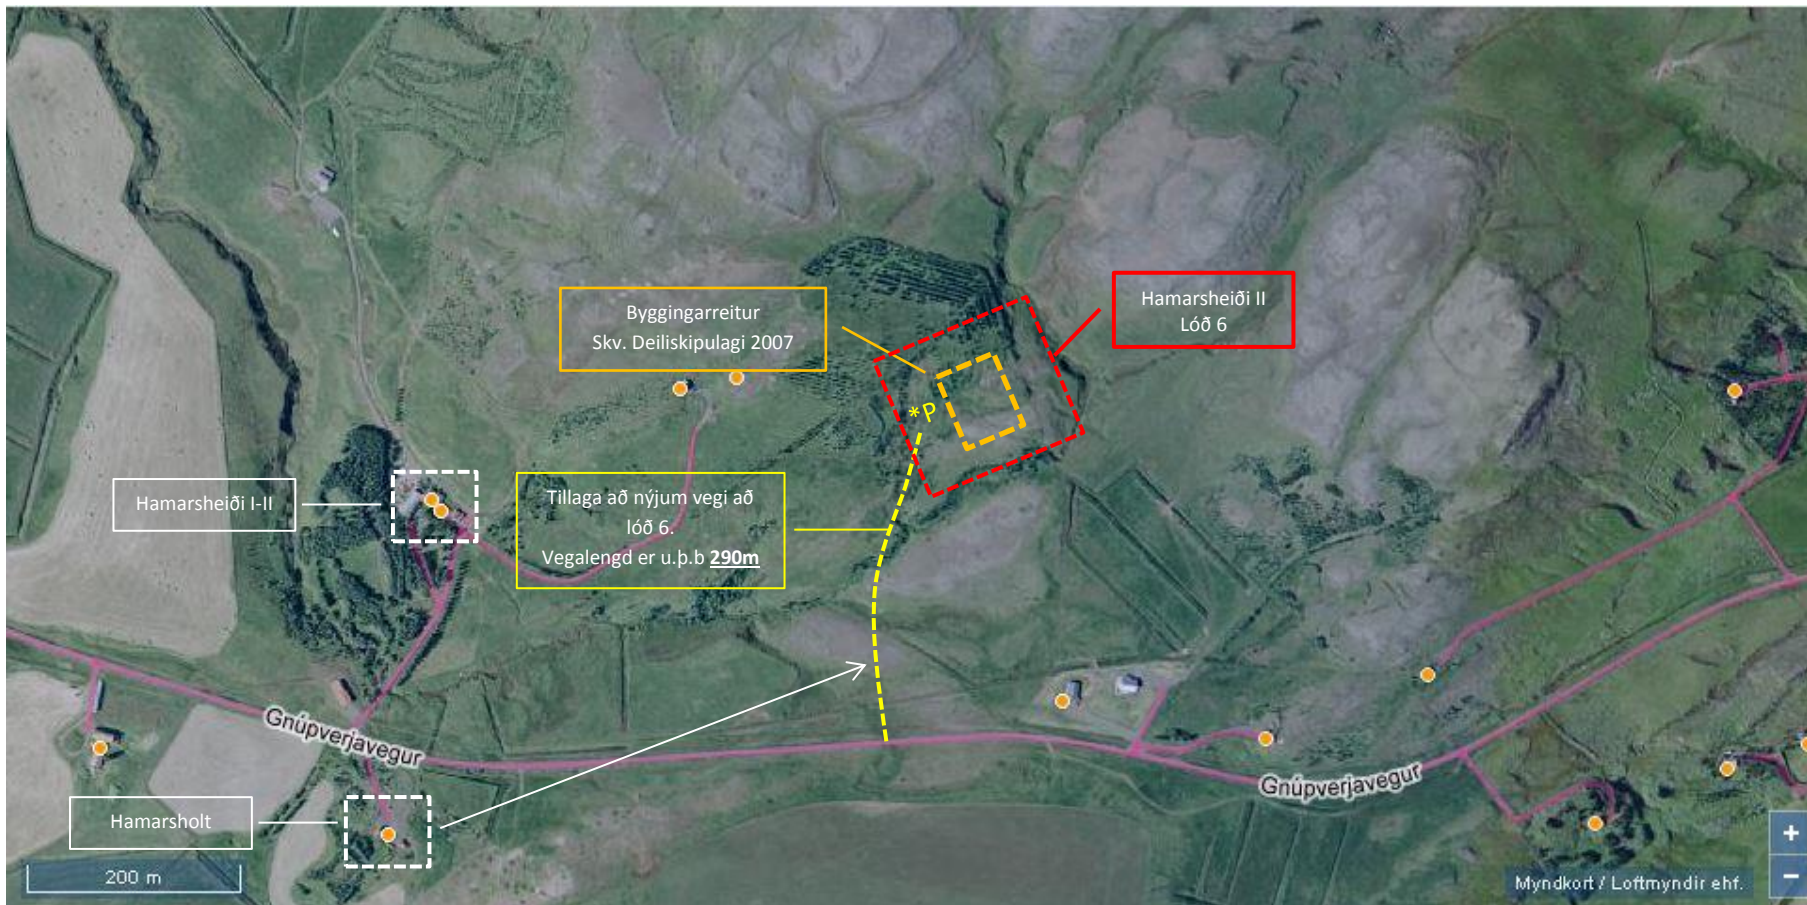 Hamarsheiði II
Lóð 6
Byggingarreitur
Skv. Deiliskipulagi 2007
*P
Hamarsheiði I-II
Tillaga að nýjum vegi að
lóð 6.
Vegalengd er u.þ.b 290m
Gnúpverjavegur
Gnúpverjavegur
Hamarsholt
200 m
+
−
Myndkort / Loftmyndir ehf.